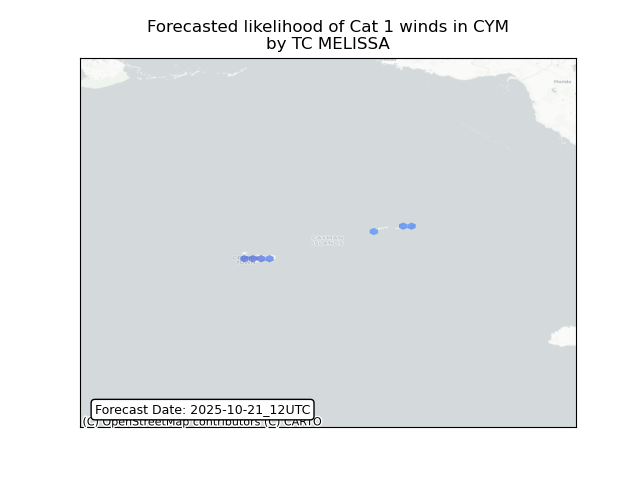 Forecasted likelihood of Cat 1 winds in CYM
by TC MELISSA
Florida
CAYMAN
ISLANDS
Forecast Date: 2025-10-21_12UTC
(C) OpenStreetMap contributors (C) CARTO